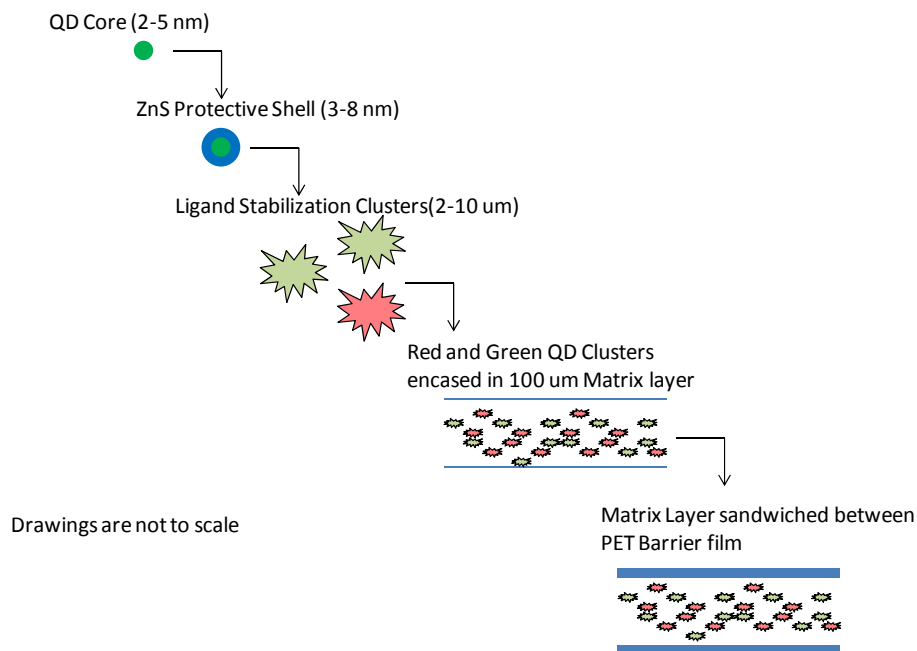 QD Core (2-5 nm)
ZnS Protective Shell (3-8 nm)
Ligand Stabilization Clusters(2-10 um)
Red and Green QD Clusters
encased in 100 um Matrix layer
Drawings are not to scale
Matrix Layer sandwiched between
PET Barrier film